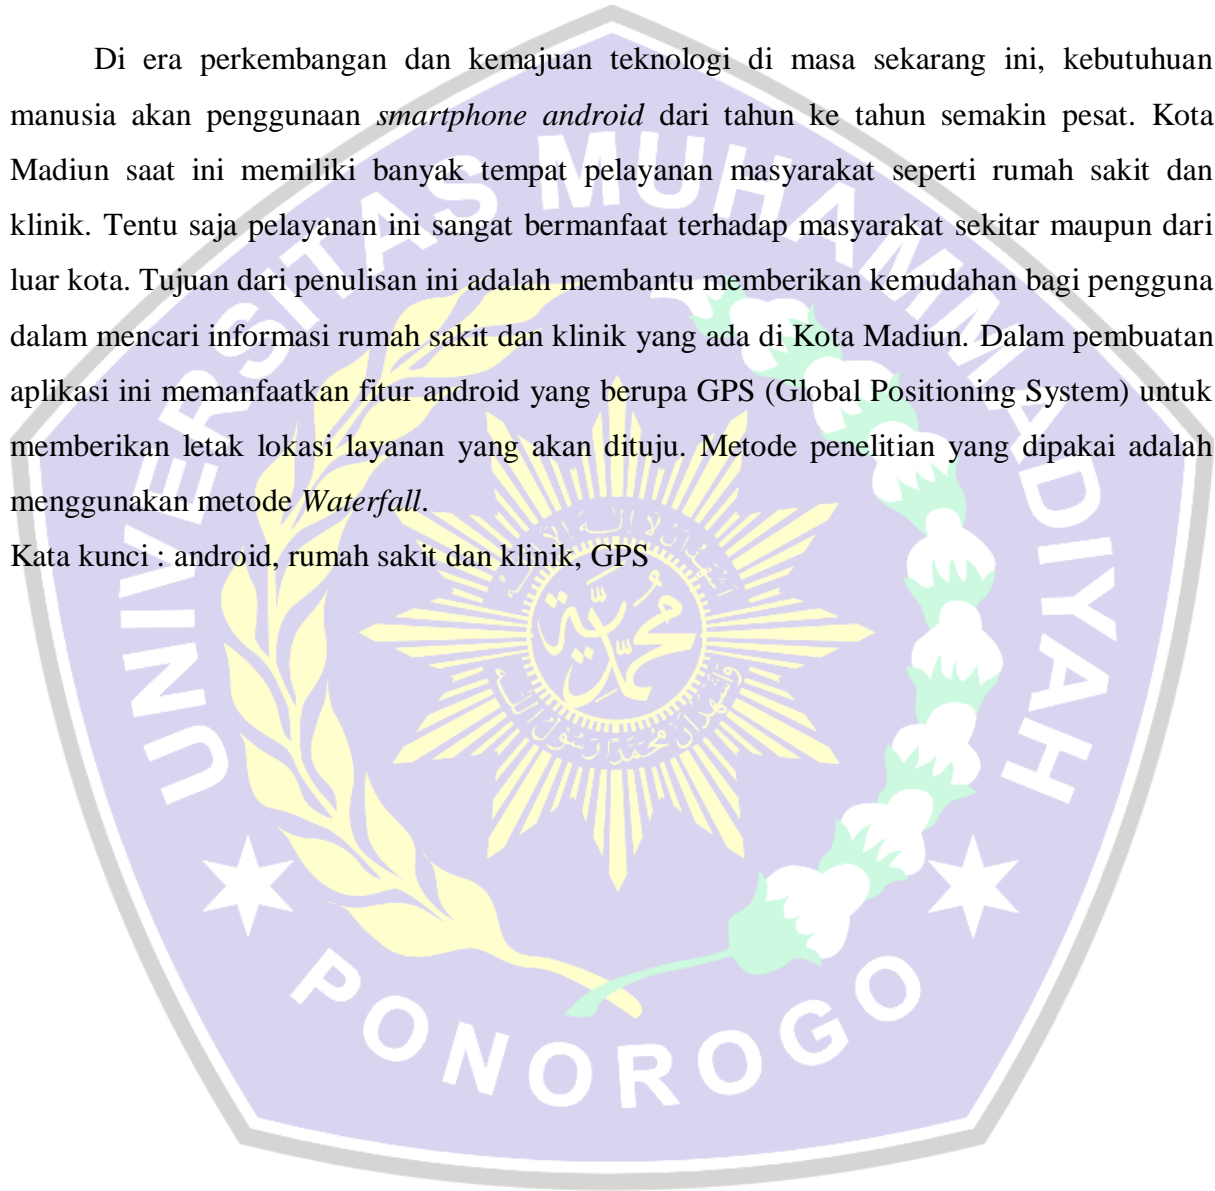 Di era perkembangan dan kemajuan teknologi di masa sekarang ini, kebutuhuan
manusia akan penggunaan smartphone android dari tahun ke tahun semakin pesat. Kota
Madiun saat ini memiliki banyak tempat pelayanan masyarakat seperti rumah sakit dan
klinik. Tentu saja pelayanan ini sangat bermanfaat terhadap masyarakat sekitar maupun dari
luar kota. Tujuan dari penulisan ini adalah membantu memberikan kemudahan bagi pengguna
dalam mencari informasi rumah sakit dan klinik yang ada di Kota Madiun. Dalam pembuatan
aplikasi ini memanfaatkan fitur android yang berupa GPS (Global Positioning System) untuk
memberikan letak lokasi layanan yang akan dituju. Metode penelitian yang dipakai adalah
menggunakan metode Waterfall.
Kata kunci : android, rumah sakit dan klinik, GPS
UNIVERSITAS MUHAMMADIYAH
محمدية
PONOROGO